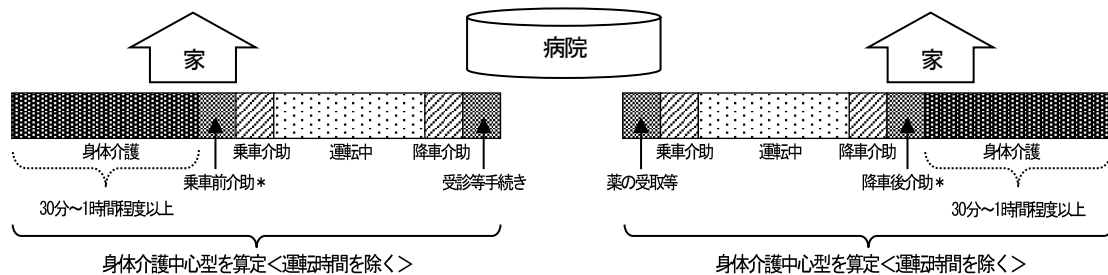 家
病院
家
身体介護
乗車介助
運転中
降車介助
乗車介助
運転中
降車介助
身体介護
乗車前介助*
受診等手続き
薬の受取等
降車後介助*
30分~1時間程度以上
30分~1時間程度以上
身体介護中心型を算定<運転時間を除く>
身体介護中心型を算定<運転時間を除く>